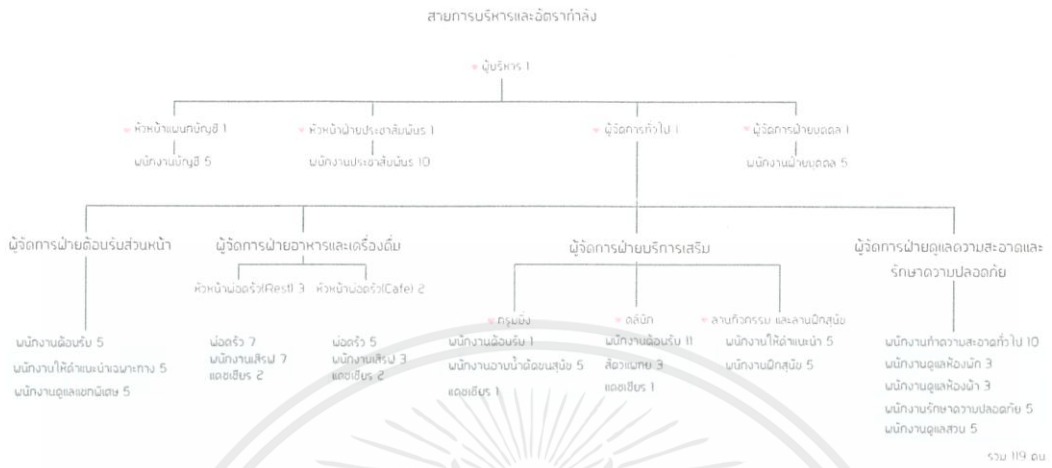 สายการบริหารและอัตรากำลัง
ผู้บริหาร 1
หัวหน้าแผนกบัญชี 1
พนักงานบัญชี 5
หัวหน้าฝ่ายประชาสัมพันธ์ 1
พนักงานประชาสัมพันธ์ 10
ผู้จัดการทั่วไป 1
ผู้จัดการฝ่ายบุคคล 1
พนักงานฝ่ายบุคคล 5
ผู้จัดการฝ่ายต้อนรับส่วนหน้า
พนักงานต้อนรับ 5
พนักงานให้คำแนะนำเฉพาะทาง 5
พนักงานดูแลแขกพิเศษ 5
ผู้จัดการฝ่ายอาหารและเครื่องดื่ม
หัวหน้าพ่อครัว(Rest) 3
พ่อครัว 7
พนักงานเสิรฟ 7
แคชเชียร 2
หัวหน้าพ่อครัว(Cafe) 2
พ่อครัว 5
พนักงานเสิรฟ 3
แคชเชียร 2
ผู้จัดการฝ่ายบริการเสริม
กรูมมิ่ง
พนักงานต้อนรับ 1
พนักงานอาบน้ำตัดขนสุนัข 5
แคชเชียร 1
คลีนิก
พนักงานต้อนรับ 11
สัตวแพทย 3
แคชเชียร 1
ลานกิจกรรม และลานฝึกสุนัข
พนักงานให้คำแนะนำ 5
พนักงานฝึกสุนัข 5
ผู้จัดการฝ่ายดูแลความสะอาดและ
รักษาความปลอดภัย
พนักงานทำความสะอาดทั่วไป 10
พนักงานดูแลห้องพัก 3
พนักงานดูแลห้องผ้า 3
พนักงานรักษาความปลอดภัย 5
พนักงานดูแลสวน 5
รวม 119 คน